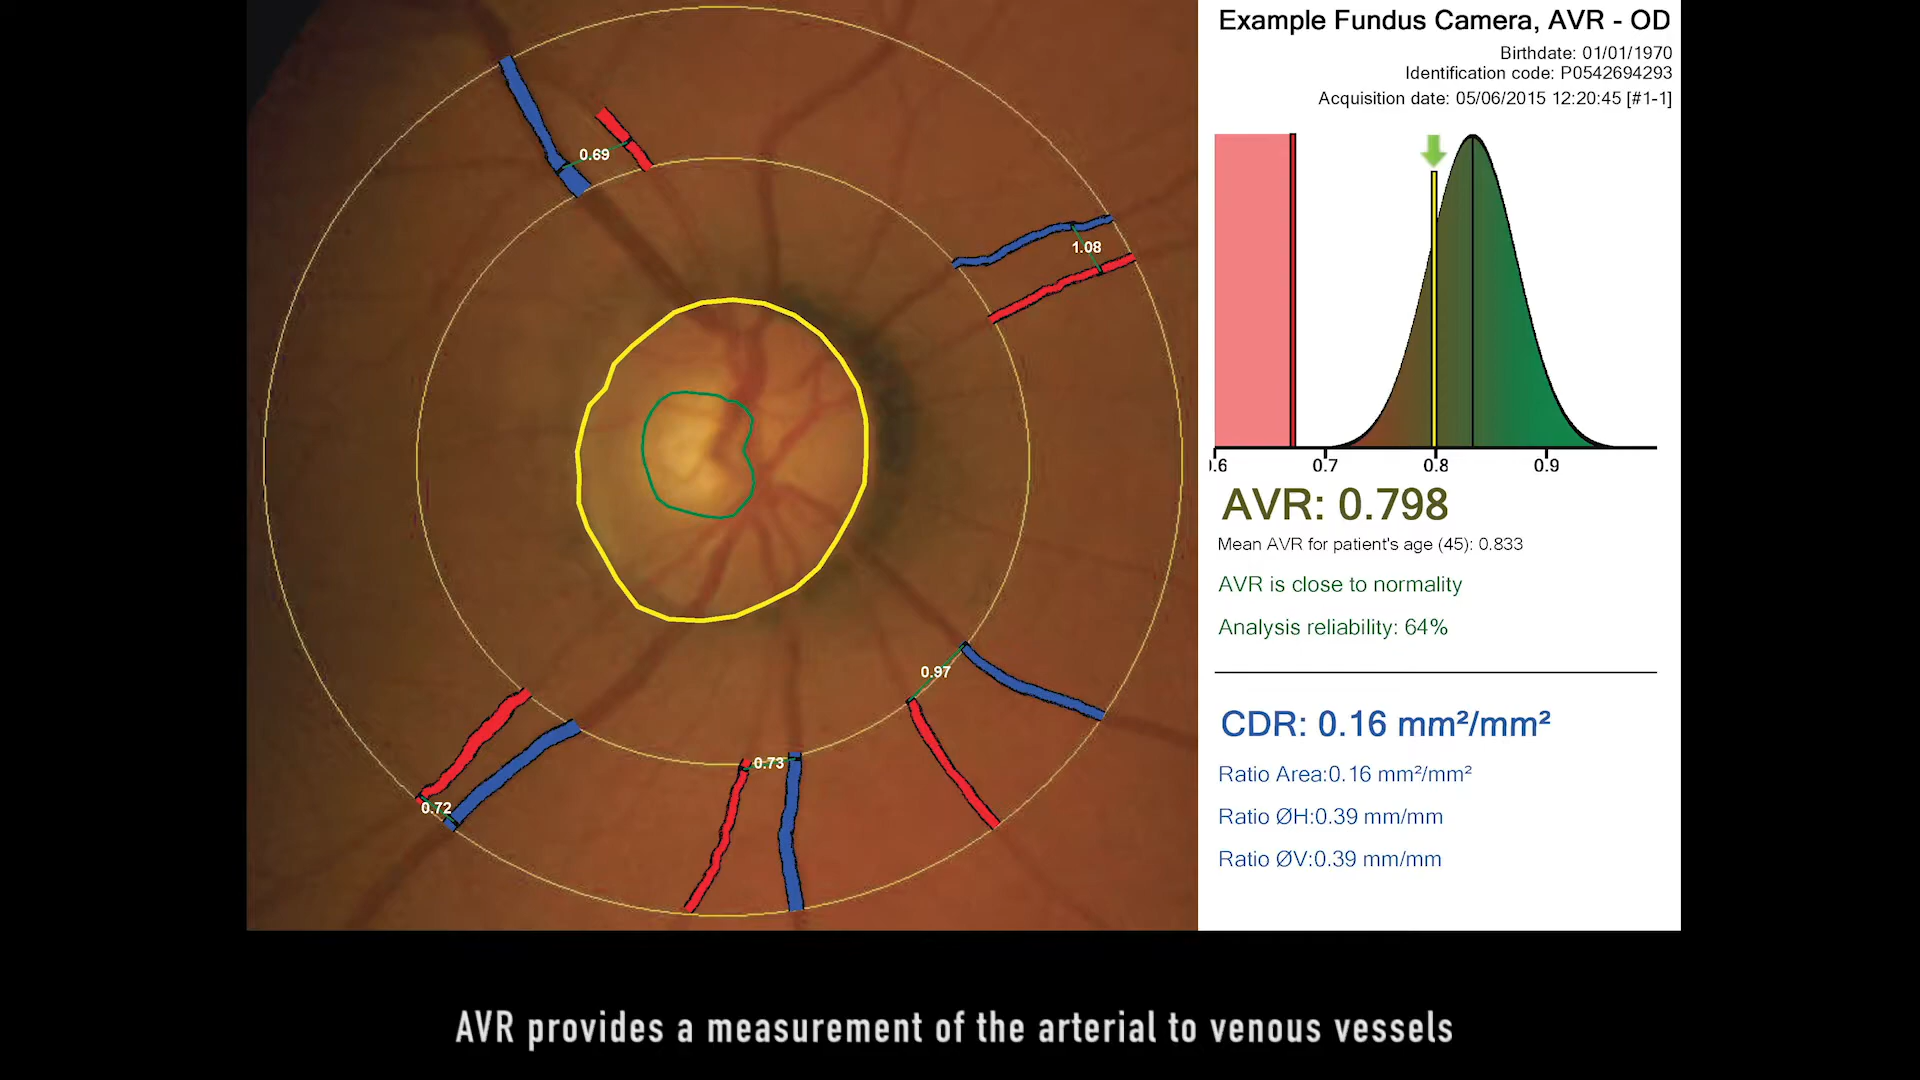 Example Fundus Camera, AVR - OD
Birthdate: 01/01/1970
Identification code: P0542694293
Acquisition date: 05/06/2015 12:20:45 [#1-1]
0.69
1.08
0.97
0.73
0.72
0.6 0.7 0.8 0.9
AVR: 0.798
Mean AVR for patient's age (45): 0.833
AVR is close to normality
Analysis reliability: 64%
CDR: 0.16 mm²/mm²
Ratio Area:0.16 mm²/mm²
Ratio ØH:0.39 mm/mm
Ratio ØV:0.39 mm/mm
AVR provides a measurement of the arterial to venous vessels